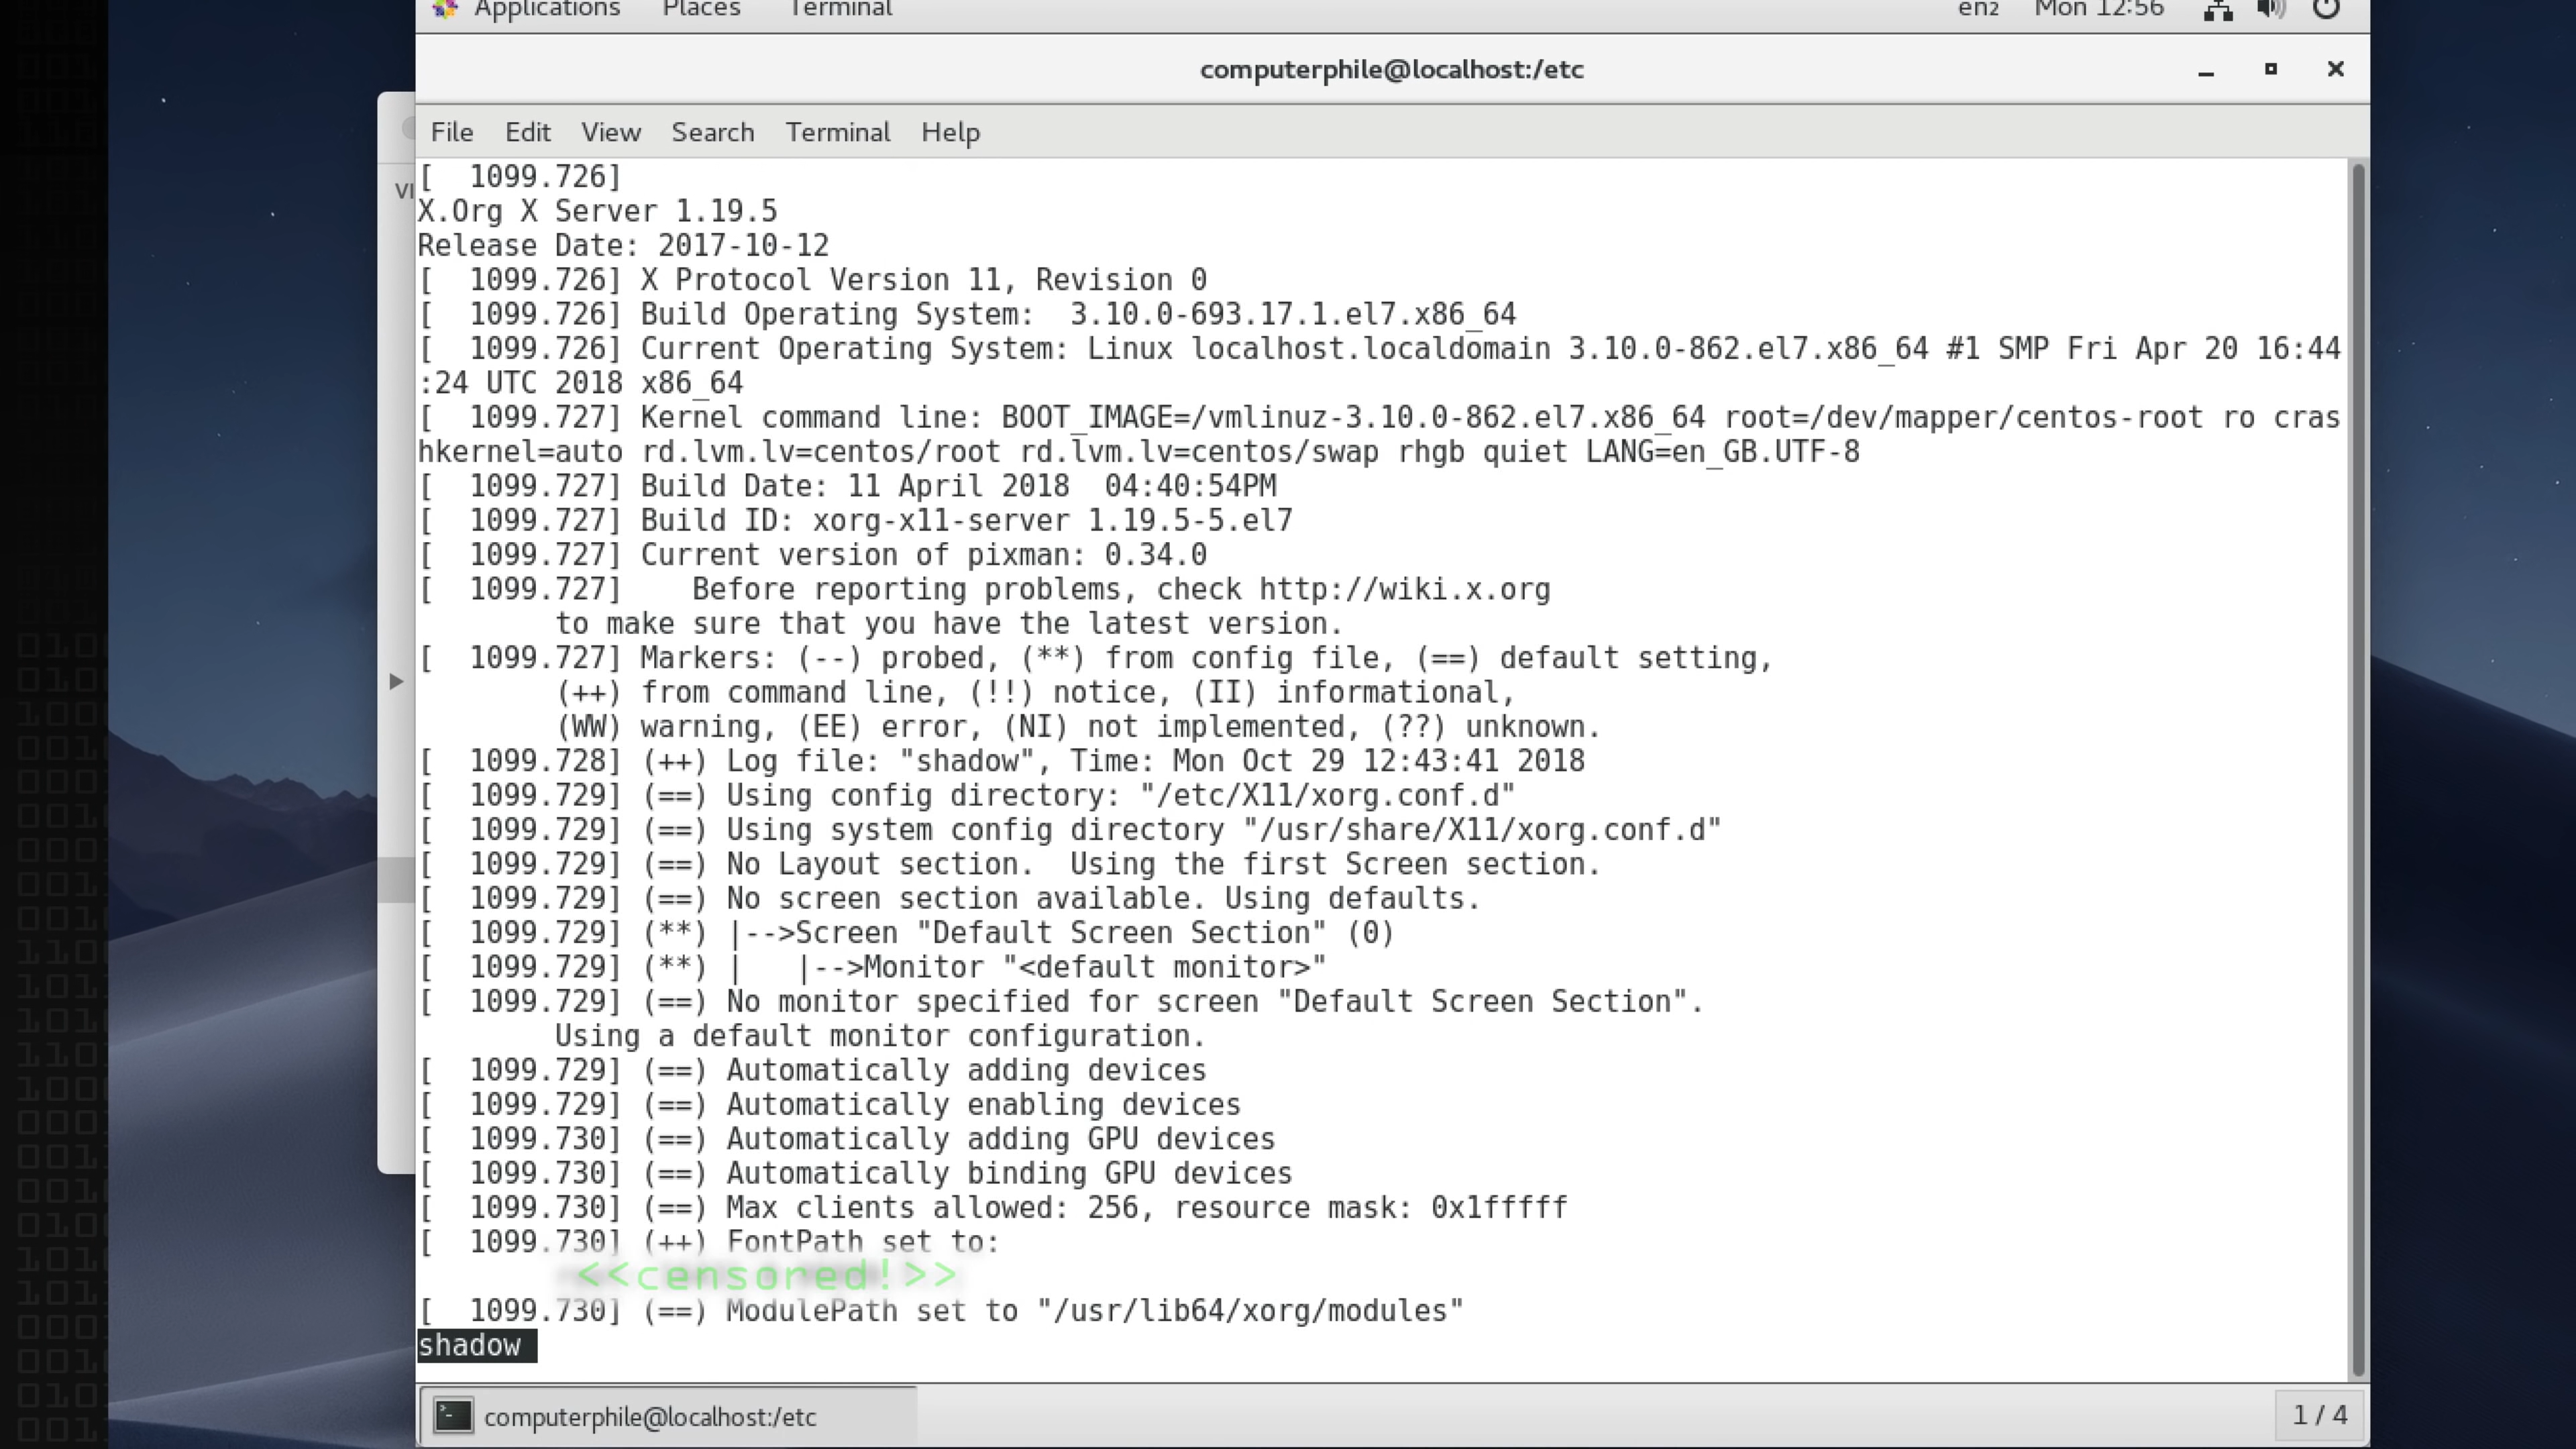 Applications Places Terminal en2 Mon 12:56
computerphile@localhost:/etc
File Edit View Search Terminal Help
VI
[  1099.726]
X.Org X Server 1.19.5
Release Date: 2017-10-12
[  1099.726] X Protocol Version 11, Revision 0
[  1099.726] Build Operating System:  3.10.0-693.17.1.el7.x86_64
[  1099.726] Current Operating System: Linux localhost.localdomain 3.10.0-862.el7.x86_64 #1 SMP Fri Apr 20 16:44
:24 UTC 2018 x86_64
[  1099.727] Kernel command line: BOOT_IMAGE=/vmlinuz-3.10.0-862.el7.x86_64 root=/dev/mapper/centos-root ro cras
hkernel=auto rd.lvm.lv=centos/root rd.lvm.lv=centos/swap rhgb quiet LANG=en_GB.UTF-8
[  1099.727] Build Date: 11 April 2018  04:40:54PM
[  1099.727] Build ID: xorg-x11-server 1.19.5-5.el7
[  1099.727] Current version of pixman: 0.34.0
[  1099.727]    Before reporting problems, check http://wiki.x.org
        to make sure that you have the latest version.
[  1099.727] Markers: (--) probed, (**) from config file, (==) default setting,
        (++) from command line, (!!) notice, (II) informational,
        (WW) warning, (EE) error, (NI) not implemented, (??) unknown.
[  1099.728] (++) Log file: "shadow", Time: Mon Oct 29 12:43:41 2018
[  1099.729] (==) Using config directory: "/etc/X11/xorg.conf.d"
[  1099.729] (==) Using system config directory "/usr/share/X11/xorg.conf.d"
[  1099.729] (==) No Layout section.  Using the first Screen section.
[  1099.729] (==) No screen section available. Using defaults.
[  1099.729] (**) |-->Screen "Default Screen Section" (0)
[  1099.729] (**) |   |-->Monitor "<default monitor>"
[  1099.729] (==) No monitor specified for screen "Default Screen Section".
        Using a default monitor configuration.
[  1099.729] (==) Automatically adding devices
[  1099.729] (==) Automatically enabling devices
[  1099.730] (==) Automatically adding GPU devices
[  1099.730] (==) Automatically binding GPU devices
[  1099.730] (==) Max clients allowed: 256, resource mask: 0x1fffff
[  1099.730] (++) FontPath set to:
<<censored!>>
[  1099.730] (==) ModulePath set to "/usr/lib64/xorg/modules"
shadow
computerphile@localhost:/etc
1 / 4